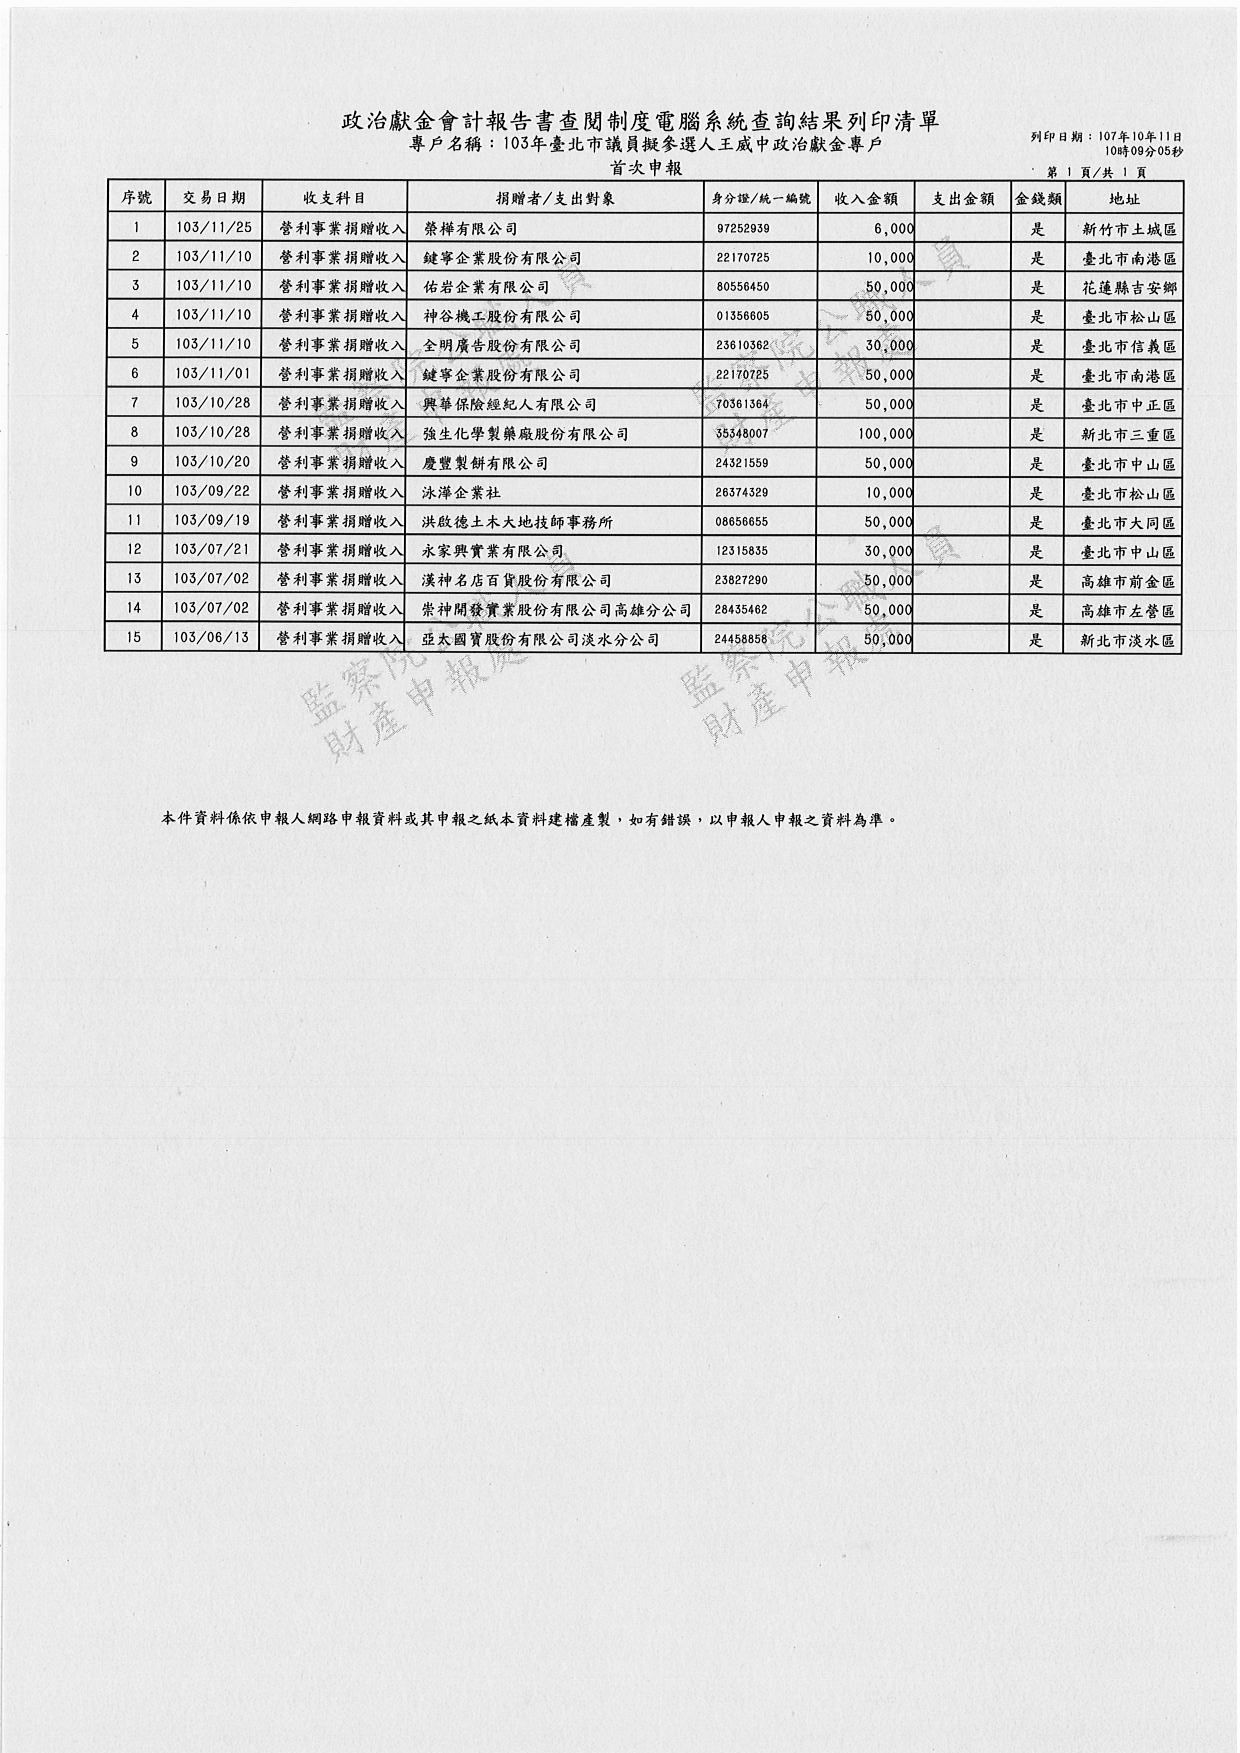 政治獻金會計報告書查閱制度電腦系統查詢結果列印清單
專戶名稱：103年臺北市議員擬參選人王威中政治獻金專戶
首次申報
列印日期：107年10年11日
10時09分05秒
第 1 頁/共 1 頁
序號 交易日期 收支科目 捐贈者/支出對象 身分證/統一編號 收入金額 支出金額 金錢類 地址
1 103/11/25 營利事業捐贈收入 榮樺有限公司 97252939 6,000 是 新竹市土城區
2 103/11/10 營利事業捐贈收入 鍵寧企業股份有限公司 22170725 10,000 是 臺北市南港區
3 103/11/10 營利事業捐贈收入 佑岩企業有限公司 80556450 50,000 是 花蓮縣吉安鄉
4 103/11/10 營利事業捐贈收入 神谷機工股份有限公司 01356605 50,000 是 臺北市松山區
5 103/11/10 營利事業捐贈收入 全明廣告股份有限公司 23610362 30,000 是 臺北市信義區
6 103/11/01 營利事業捐贈收入 鍵寧企業股份有限公司 22170725 50,000 是 臺北市南港區
7 103/10/28 營利事業捐贈收入 興華保險經紀人有限公司 70361364 50,000 是 臺北市中正區
8 103/10/28 營利事業捐贈收入 強生化學製藥廠股份有限公司 35348007 100,000 是 新北市三重區
9 103/10/20 營利事業捐贈收入 慶豐製餅有限公司 24321559 50,000 是 臺北市中山區
10 103/09/22 營利事業捐贈收入 泳澕企業社 26374329 10,000 是 臺北市松山區
11 103/09/19 營利事業捐贈收入 洪啟德土木大地技師事務所 08656655 50,000 是 臺北市大同區
12 103/07/21 營利事業捐贈收入 永家興實業有限公司 12315835 30,000 是 臺北市中山區
13 103/07/02 營利事業捐贈收入 漢神名店百貨股份有限公司 23827290 50,000 是 高雄市前金區
14 103/07/02 營利事業捐贈收入 崇神開發實業股份有限公司高雄分公司 28435462 50,000 是 高雄市左營區
15 103/06/13 營利事業捐贈收入 亞太國賓股份有限公司淡水分公司 24458858 50,000 是 新北市淡水區
監察院公職人員
財產申報處
監察院公職人員
財產申報處
監察院公職人員
財產申報處
監察院公職人員
財產申報處
本件資料係依申報人網路申報資料或其申報之紙本資料建檔產製，如有錯誤，以申報人申報之資料為準。